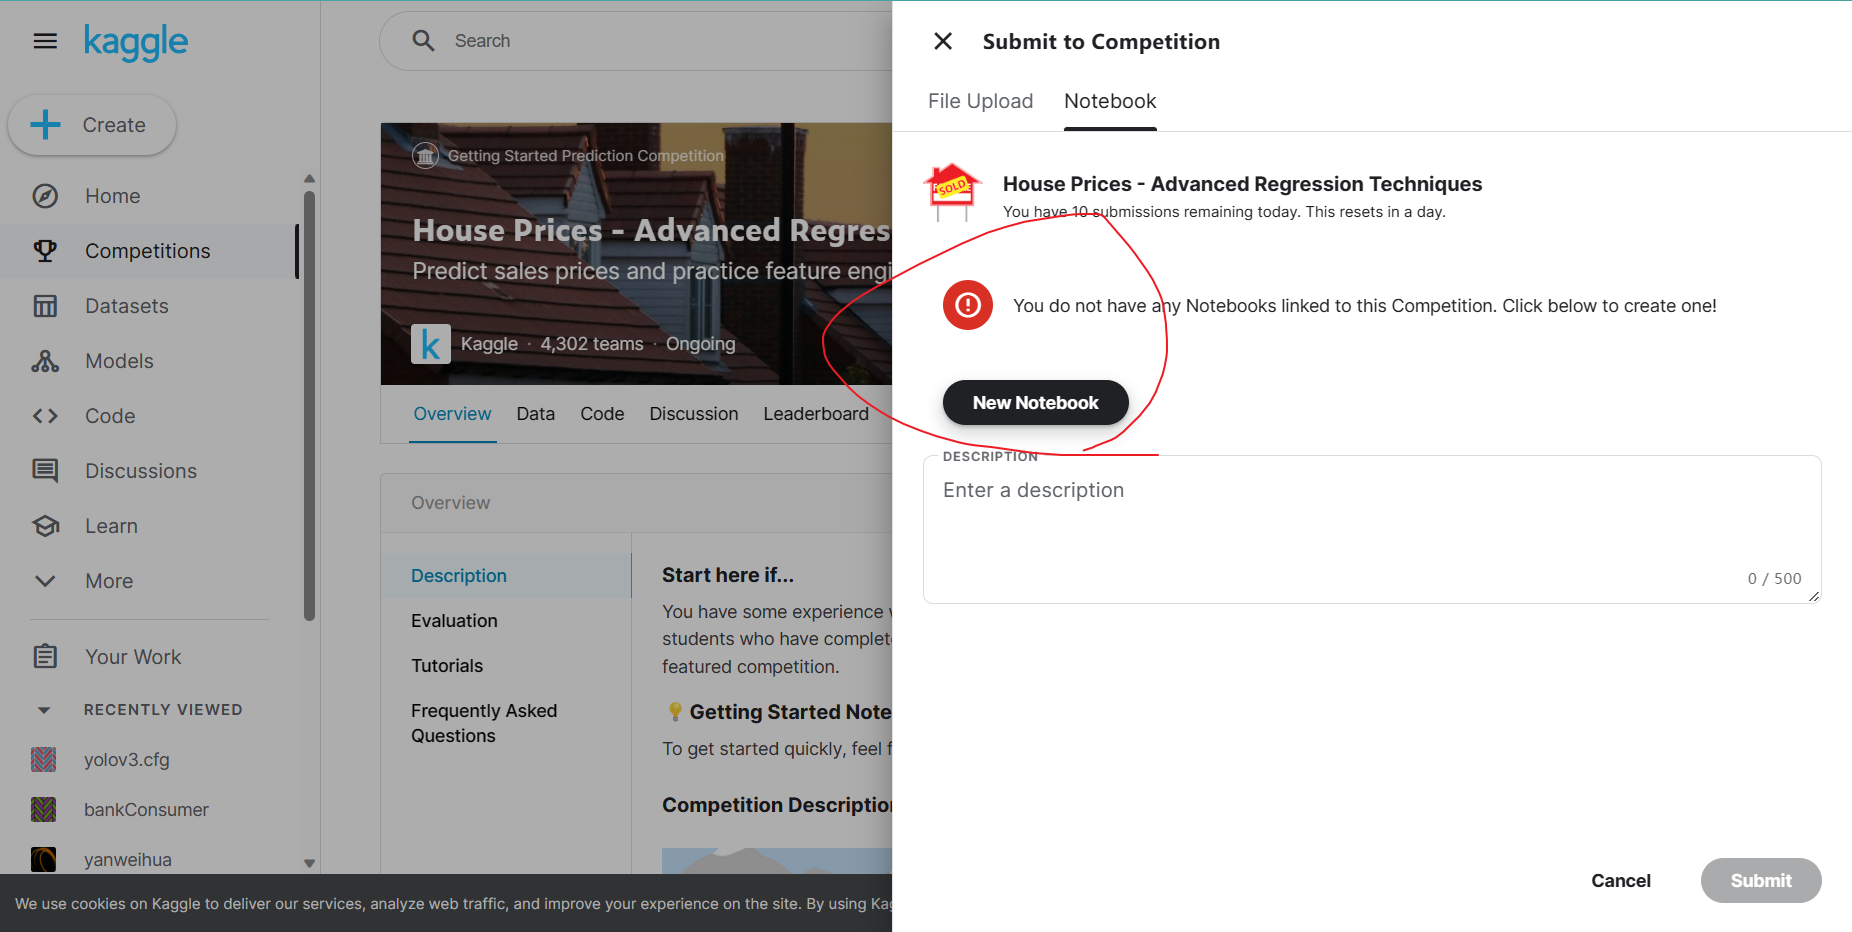 kaggle
Create
Home
Competitions
Datasets
Models
Code
Discussions
Learn
More
Your Work
RECENTLY VIEWED
yolov3.cfg
bankConsumer
yanweihua
Search
Getting Started Prediction Competition
House Prices - Advanced Regres
Predict sales prices and practice feature engi
k
Kaggle · 4,302 teams · Ongoing
Overview Data Code Discussion Leaderboard
Overview
Description
Evaluation
Tutorials
Frequently Asked
Questions
Start here if...
You have some experience w
students who have complete
featured competition.
💡 Getting Started Note
To get started quickly, feel f
Competition Description
We use cookies on Kaggle to deliver our services, analyze web traffic, and improve your experience on the site. By using Kag
Submit to Competition
File Upload Notebook
SOLD
House Prices - Advanced Regression Techniques
You have 10 submissions remaining today. This resets in a day.
You do not have any Notebooks linked to this Competition. Click below to create one!
New Notebook
DESCRIPTION
Enter a description
0 / 500
Cancel Submit